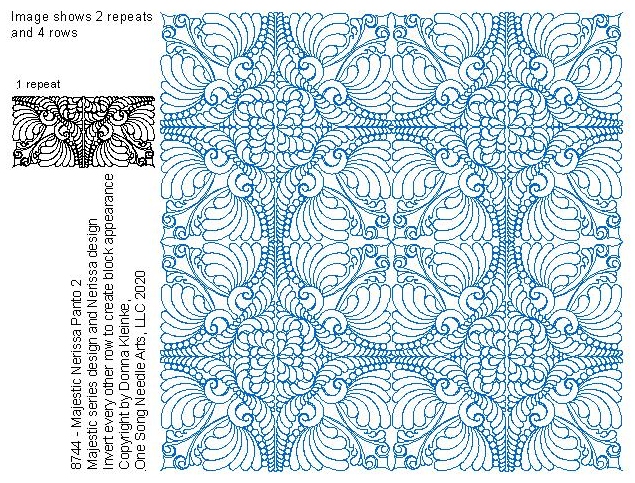 Image shows 2 repeats
and 4 rows
1 repeat
8744 - Majestic Nerissa Panto 2
Majestic series design and Nerissa design
Invert every other row to create block appearance
Copyright by Donna Kleinke,
One Song Needle Arts, LLC 2020